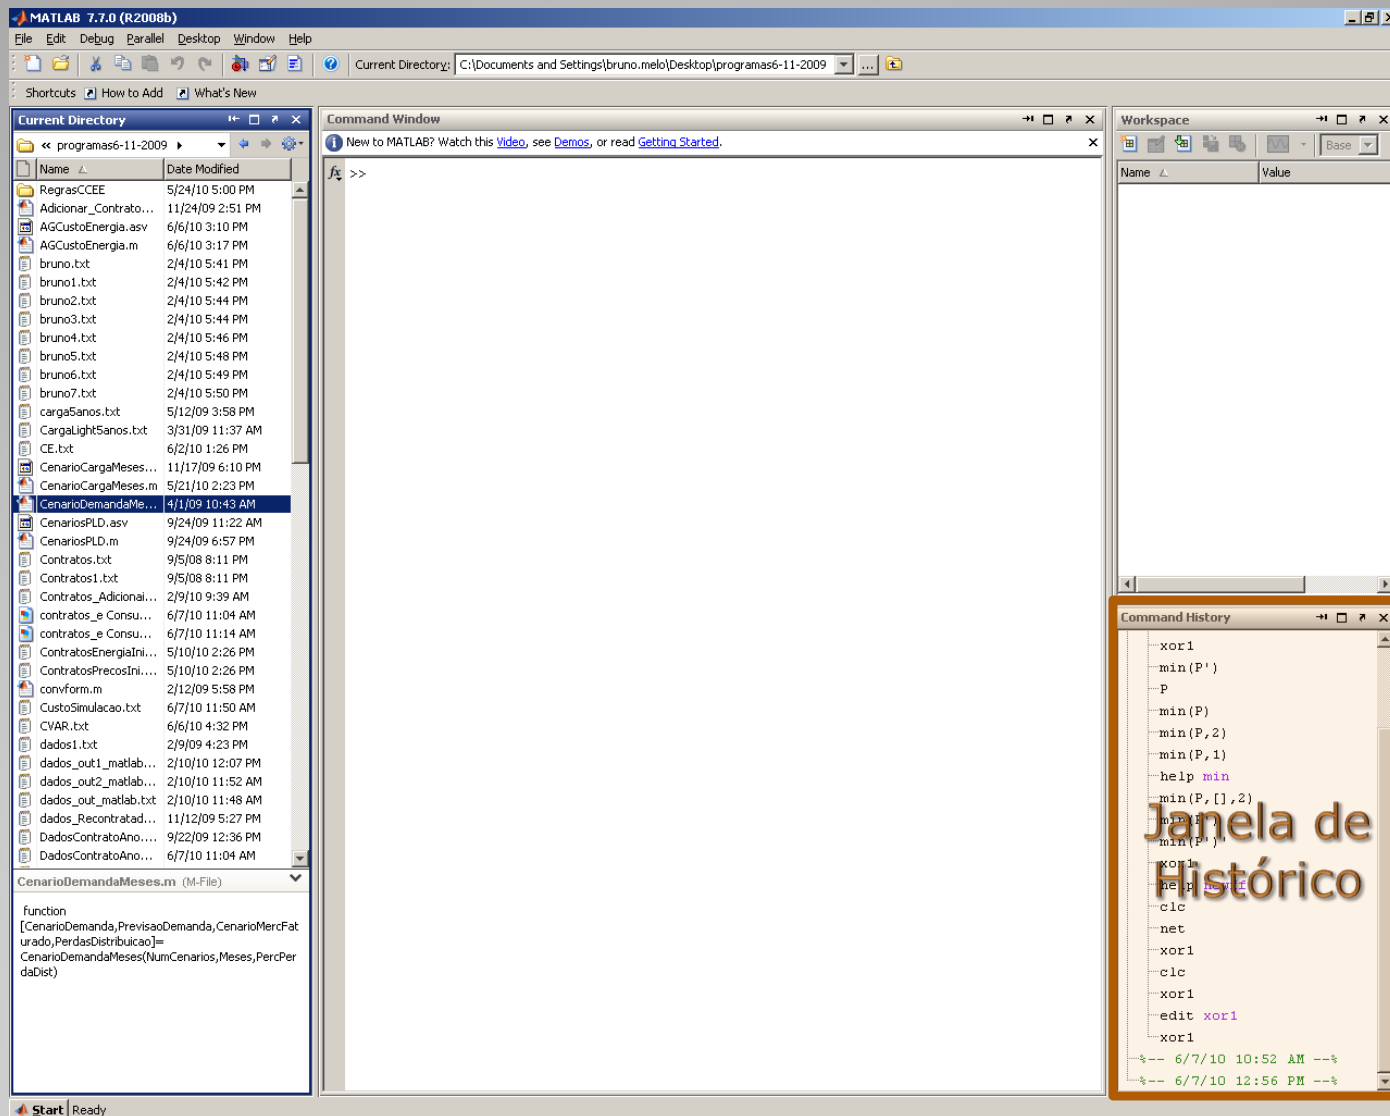 MATLAB 7.7.0 (R2008b)
File Edit Debug Parallel Desktop Window Help
Current Directory: C:\Documents and Settings\bruno.melo\Desktop\programas6-11-2009 ...
Shortcuts How to Add What's New
Current Directory
« programas6-11-2009
Name Date Modified
RegrasCCEE 5/24/10 5:00 PM
Adicionar_Contrato... 11/24/09 2:51 PM
AGCustoEnergia.asv 6/6/10 3:10 PM
AGCustoEnergia.m 6/6/10 3:17 PM
bruno.txt 2/4/10 5:41 PM
bruno1.txt 2/4/10 5:42 PM
bruno2.txt 2/4/10 5:44 PM
bruno3.txt 2/4/10 5:44 PM
bruno4.txt 2/4/10 5:46 PM
bruno5.txt 2/4/10 5:48 PM
bruno6.txt 2/4/10 5:49 PM
bruno7.txt 2/4/10 5:50 PM
carga5anos.txt 5/12/09 3:58 PM
CargaLight5anos.txt 3/31/09 11:37 AM
CE.txt 6/2/10 1:26 PM
CenarioCargaMeses... 11/17/09 6:10 PM
CenarioCargaMeses.m 5/21/10 2:23 PM
CenarioDemandaMe... 4/1/09 10:43 AM
CenariosPLD.asv 9/24/09 11:22 AM
CenariosPLD.m 9/24/09 6:57 PM
Contratos.txt 9/5/08 8:11 PM
Contratos1.txt 9/5/08 8:11 PM
Contratos_Adicionai... 2/9/10 9:39 AM
contratos_e Consu... 6/7/10 11:04 AM
contratos_e Consu... 6/7/10 11:14 AM
ContratosEnergiaIni... 5/10/10 2:26 PM
ContratosPrecosIni.... 5/10/10 2:26 PM
convform.m 2/12/09 5:58 PM
CustoSimulacao.txt 6/7/10 11:50 AM
CVAR.txt 6/6/10 4:32 PM
dados1.txt 2/9/09 4:23 PM
dados_out1_matlab... 2/10/10 12:07 PM
dados_out2_matlab... 2/10/10 11:52 AM
dados_out_matlab.txt 2/10/10 11:48 AM
dados_Recontratad... 11/12/09 5:27 PM
DadosContratoAno.... 9/22/09 12:36 PM
DadosContratoAno... 6/7/10 11:04 AM
CenarioDemandaMeses.m (M-File)
function
[CenarioDemanda,PrevisaoDemanda,CenarioMercFat
urado,PerdasDistribuicao]=
CenarioDemandaMeses(NumCenarios,Meses,PercPer
daDist)
Command Window
New to MATLAB? Watch this Video, see Demos, or read Getting Started.
fx >>
Workspace
Base
Name Value
Command History
xor1
min(P')
P
min(P)
min(P,2)
min(P,1)
help min
min(P,[],2)
min(P')
min(P')'
xor1
help newff
clc
net
xor1
clc
xor1
edit xor1
xor1
%-- 6/7/10 10:52 AM --%
%-- 6/7/10 12:56 PM --%
Janela de
Histórico
Start Ready